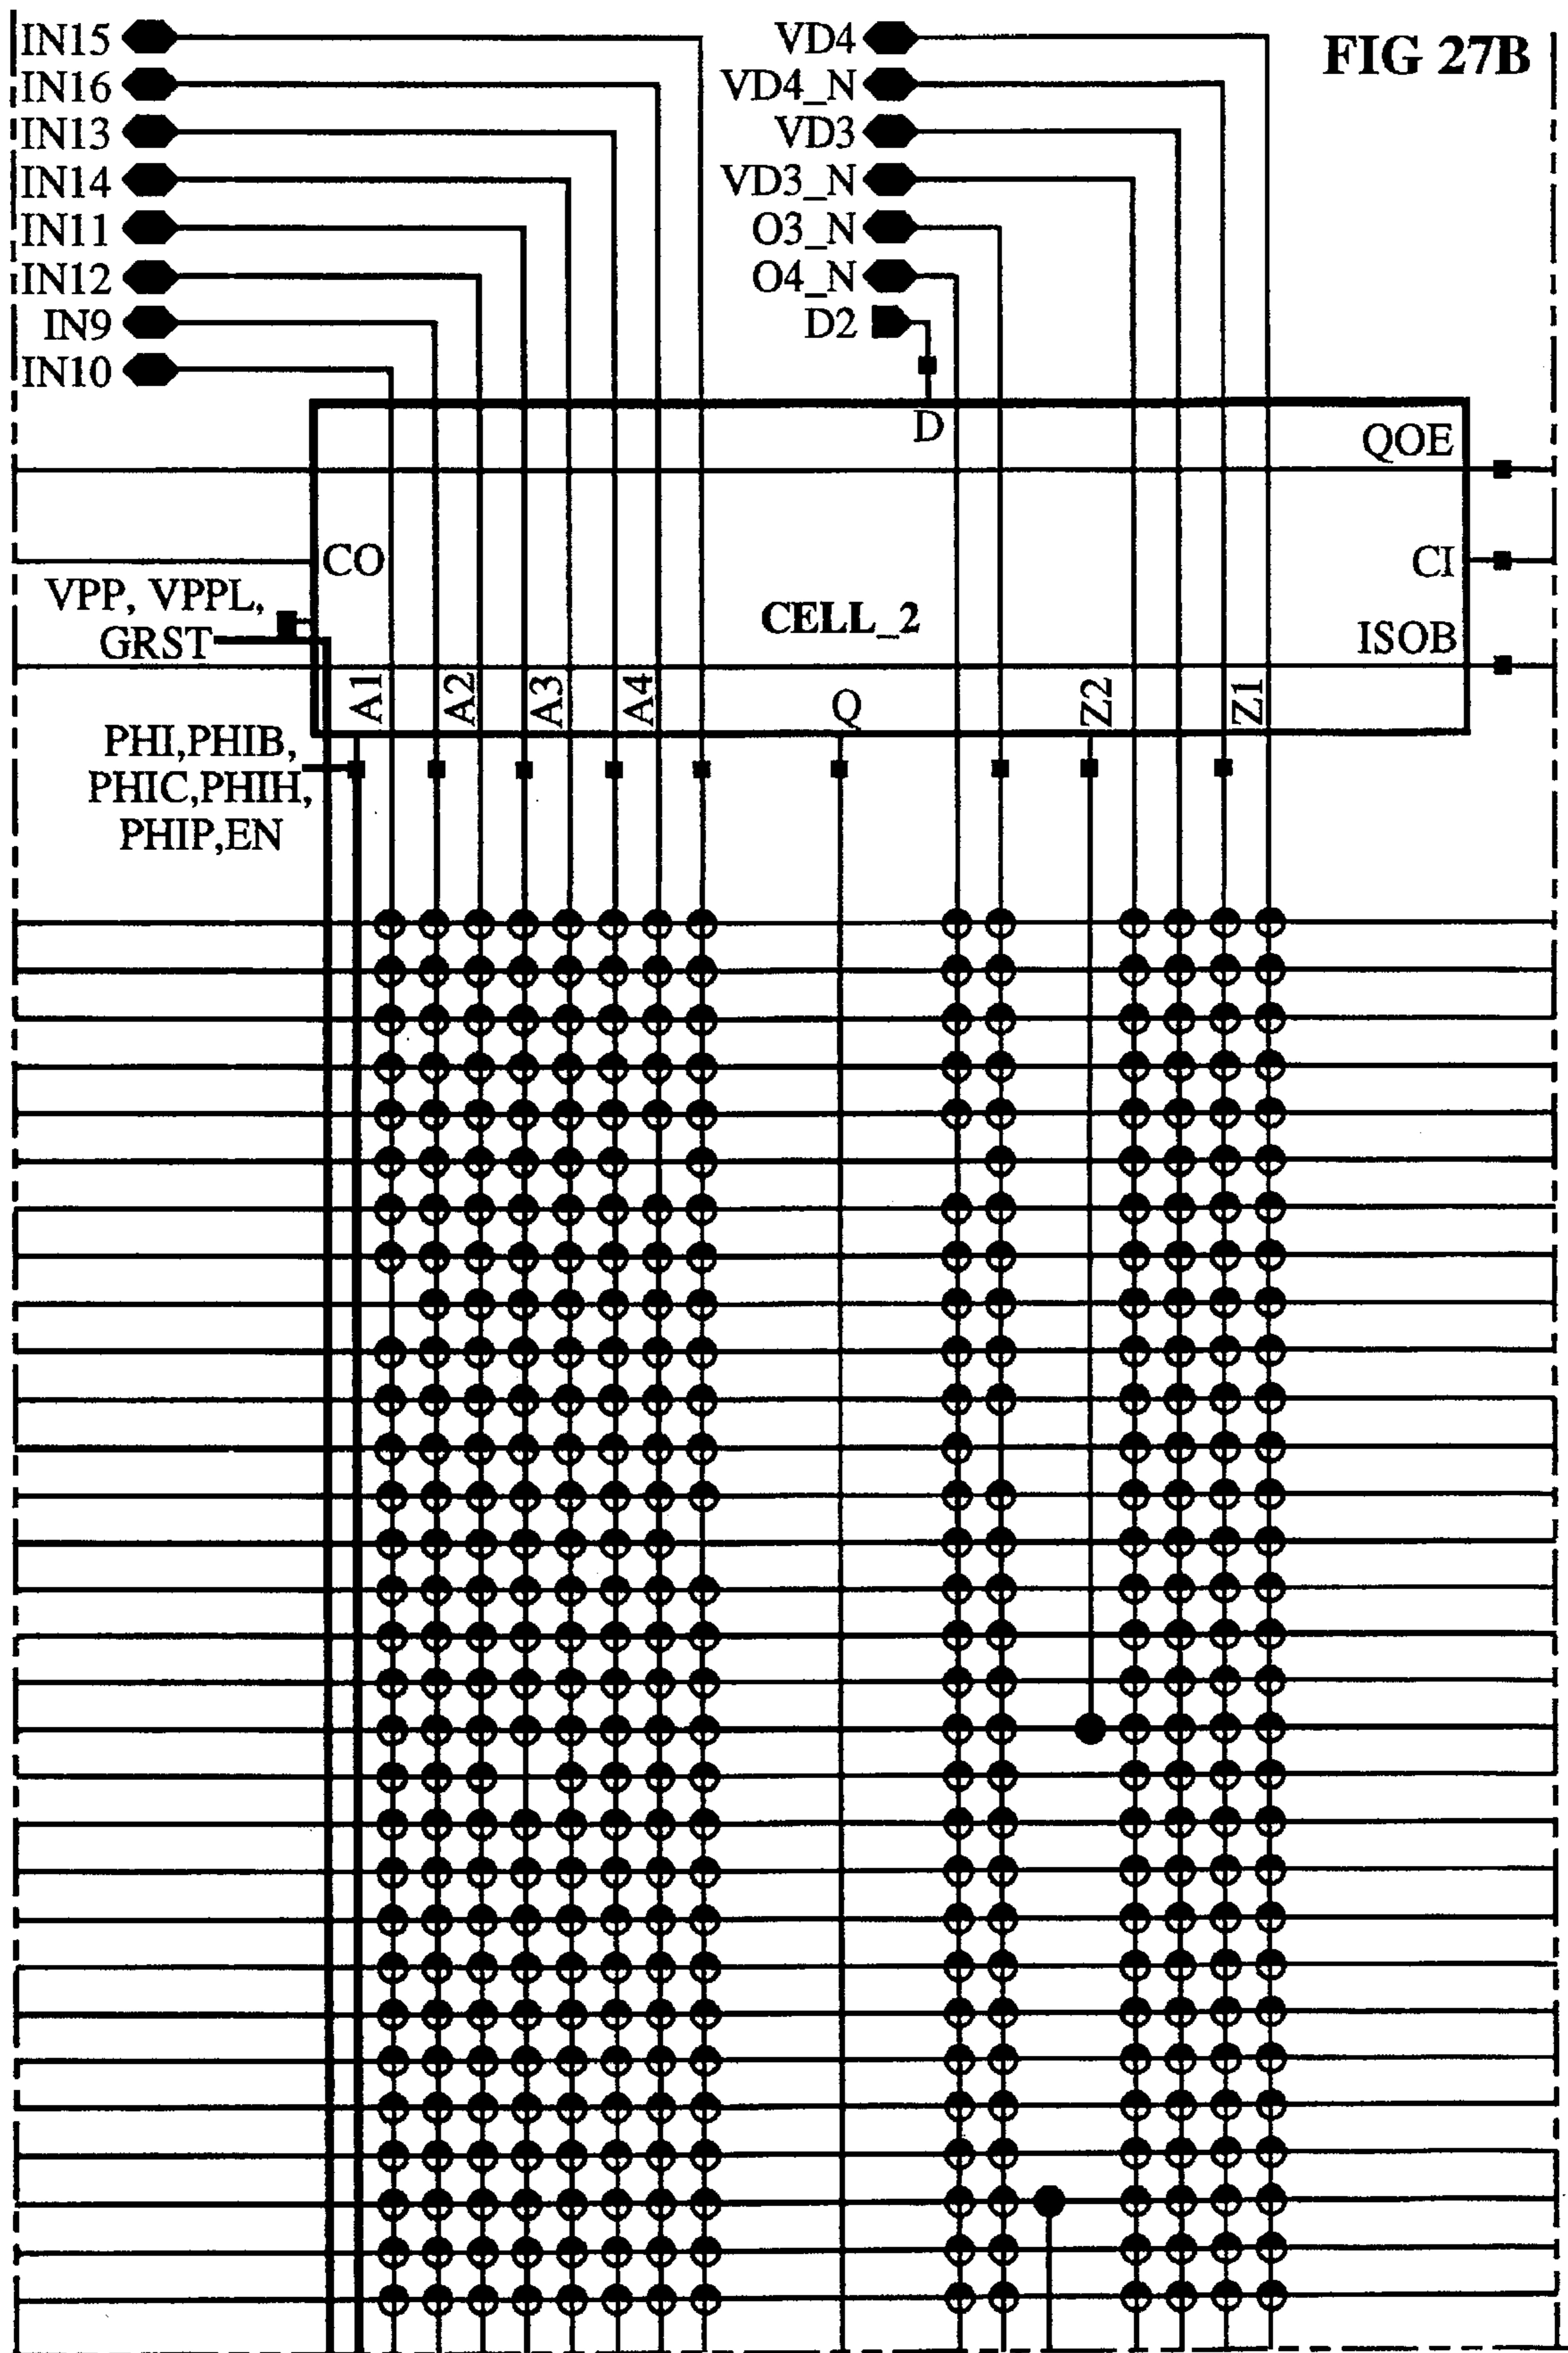 FIG 27B
IN15
IN16
IN13
IN14
IN11
IN12
IN9
IN10
VD4
VD4_N
VD3
VD3_N
O3_N
O4_N
D2
D
QOE
CO
CI
VPP, VPPL,
GRST
CELL_2
ISOB
A1
A2
A3
A4
Q
Z2
Z1
PHI,PHIB,
PHIC,PHIH,
PHIP,EN